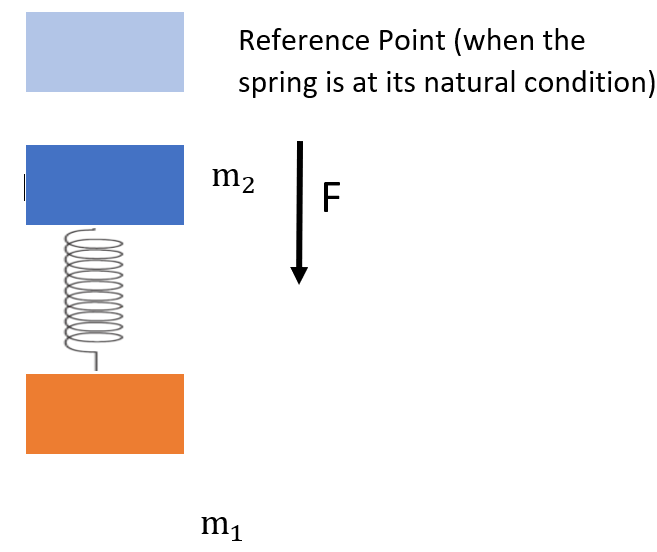 Reference Point (when the
spring is at its natural condition)
m₂
F
m₁